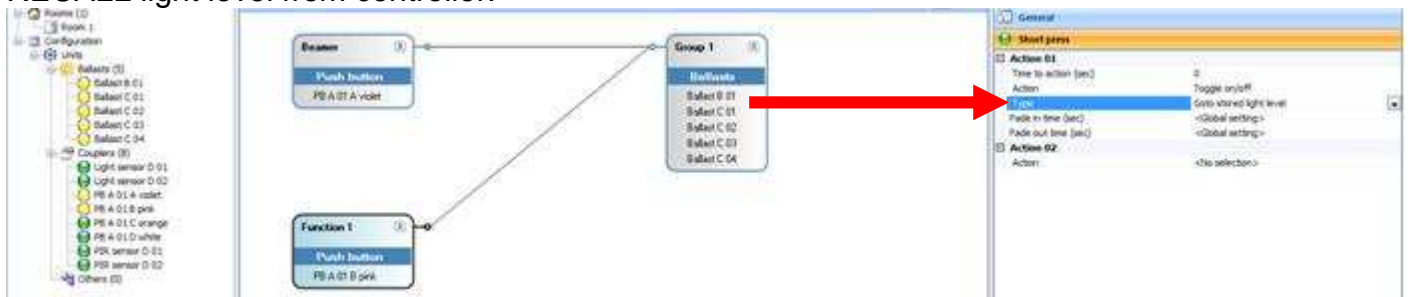 RECALL light level from controller.
Rooms (1)
Room 1
Configuration
Units
Ballasts (5)
Ballast B 01
Ballast C 01
Ballast C 02
Ballast C 03
Ballast C 04
Couplers (8)
Light sensor D 01
Light sensor D 02
PB A 01 A violet
PB A 01 B pink
PB A 01 C orange
PB A 01 D white
PIR sensor D 01
PIR sensor D 02
Others (0)
Beamer
Push button
PB A 01 A violet
Function 1
Push button
PB A 01 B pink
Group 1
Ballasts
Ballast B 01
Ballast C 01
Ballast C 02
Ballast C 03
Ballast C 04
General
Short press
Action 01
Time to action (sec) 0
Action Toggle on/off
Type Goto stored light level
Fade in time (sec) <Global setting>
Fade out time (sec) <Global setting>
Action 02
Action <No selection>